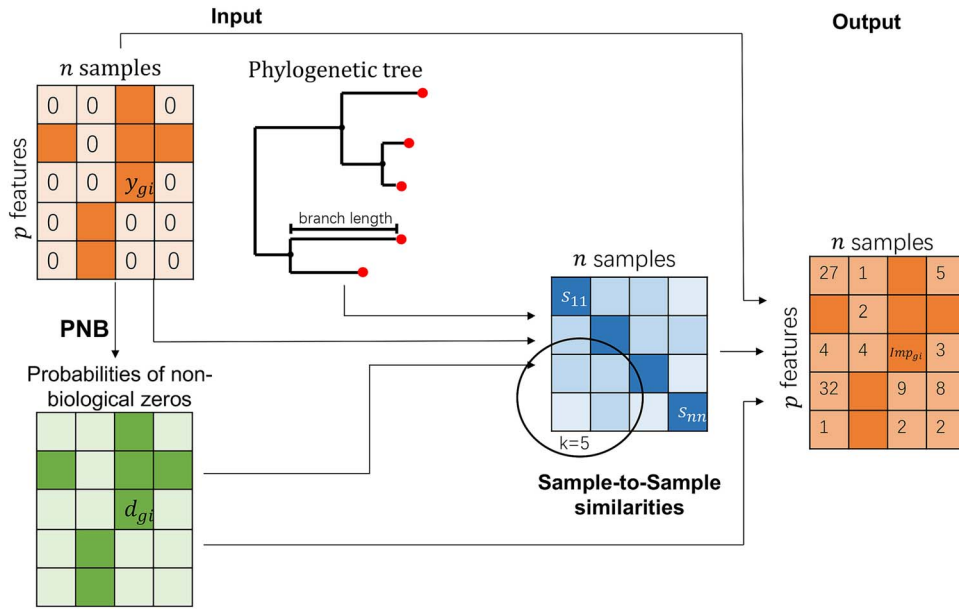 Input
Output
n samples
Phylogenetic tree
p features
0 0 0
0
0 0 y_gi 0
0 0 0
0 0 0
branch length
PNB
Probabilities of non-
biological zeros
d_gi
n samples
s_11
s_nn
k=5
Sample-to-Sample
similarities
n samples
p features
27 1 5
2
4 4 Imp_gi 3
32 9 8
1 2 2